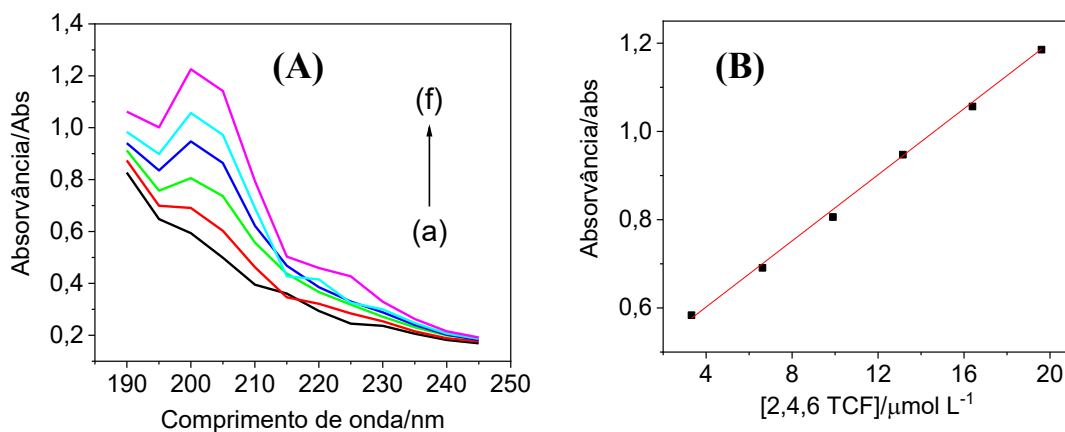 (A)
(f)
(a)
Absorvância/Abs
1,4
1,2
1,0
0,8
0,6
0,4
0,2
190 200 210 220 230 240 250
Comprimento de onda/nm
(B)
Absorvância/abs
1,2
1,0
0,8
0,6
4 8 12 16 20
[2,4,6 TCF]/μmol L⁻¹